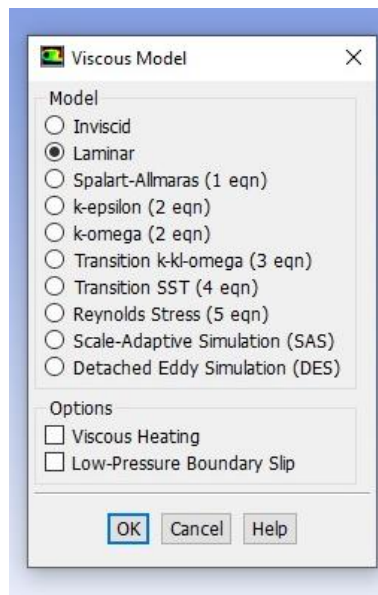 Viscous Model
Model
Inviscid
Laminar
Spalart-Allmaras (1 eqn)
k-epsilon (2 eqn)
k-omega (2 eqn)
Transition k-kl-omega (3 eqn)
Transition SST (4 eqn)
Reynolds Stress (5 eqn)
Scale-Adaptive Simulation (SAS)
Detached Eddy Simulation (DES)
Options
Viscous Heating
Low-Pressure Boundary Slip
OK Cancel Help